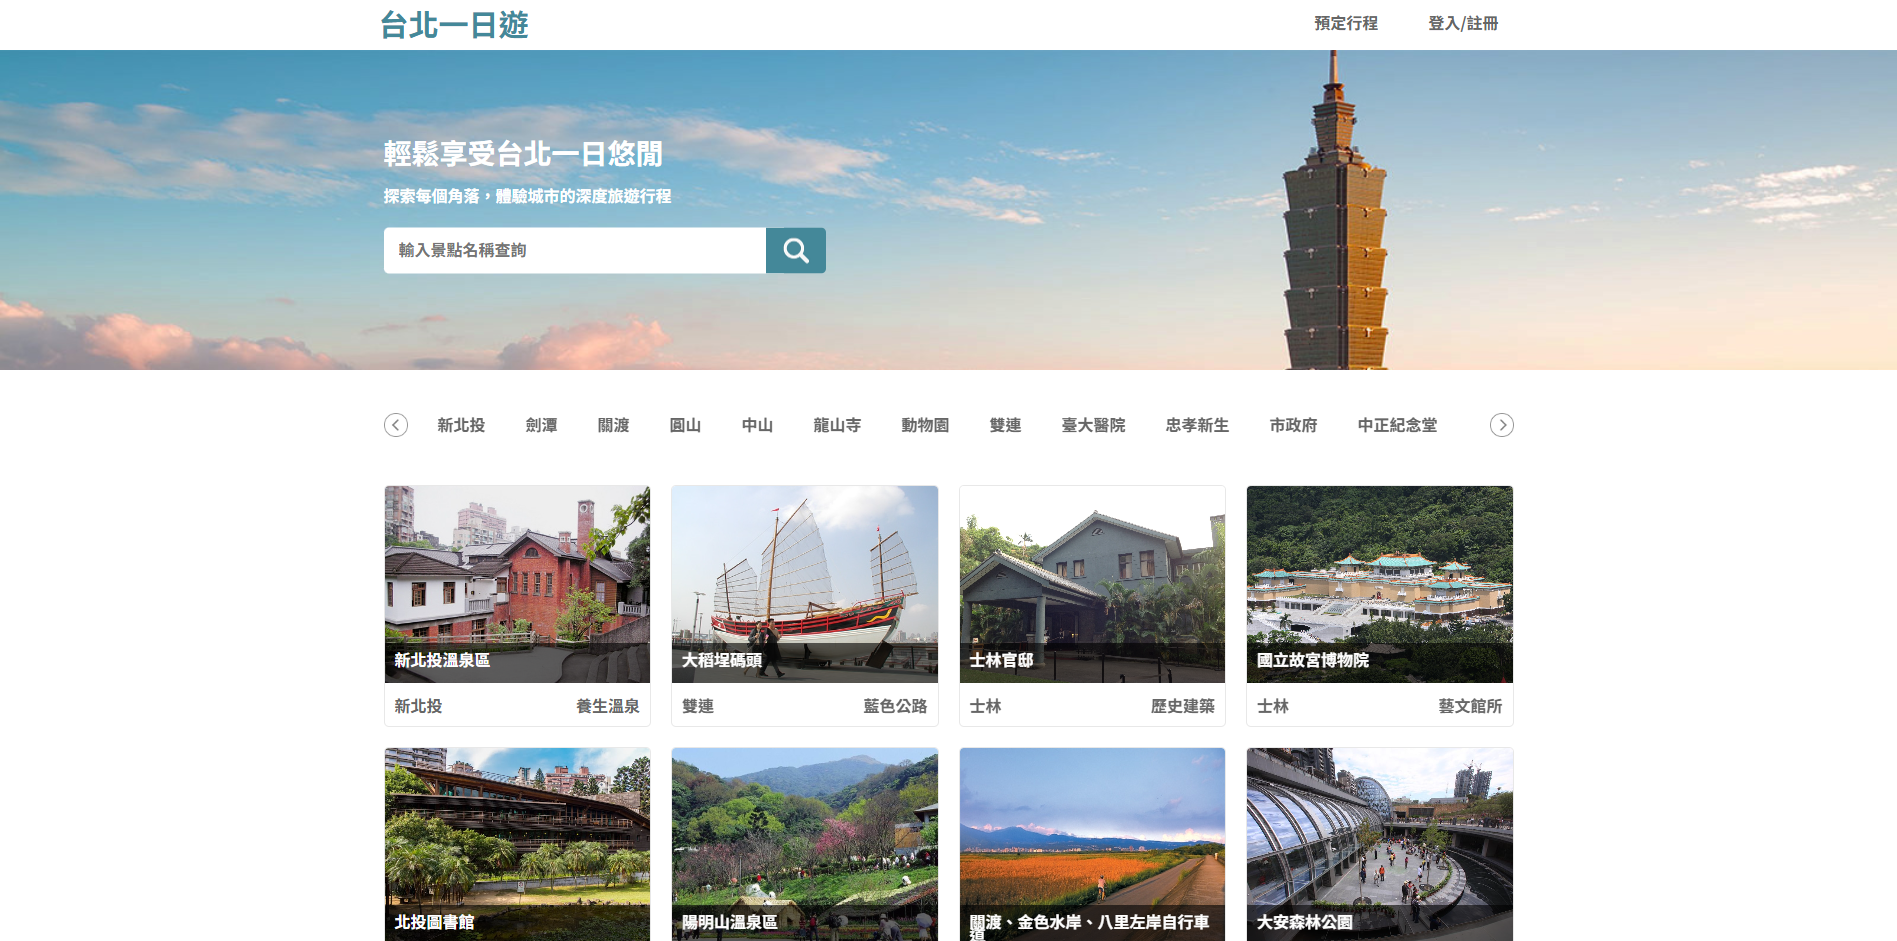 台北一日遊
預定行程
登入/註冊
輕鬆享受台北一日悠閒
探索每個角落，體驗城市的深度旅遊行程
輸入景點名稱查詢
新北投 劍潭 關渡 圓山 中山 龍山寺 動物園 雙連 臺大醫院 忠孝新生 市政府 中正紀念堂
新北投溫泉區
新北投 養生溫泉
大稻埕碼頭
雙連 藍色公路
士林官邸
士林 歷史建築
國立故宮博物院
士林 藝文館所
北投圖書館
陽明山溫泉區
關渡、金色水岸、八里左岸自行車
道
大安森林公園